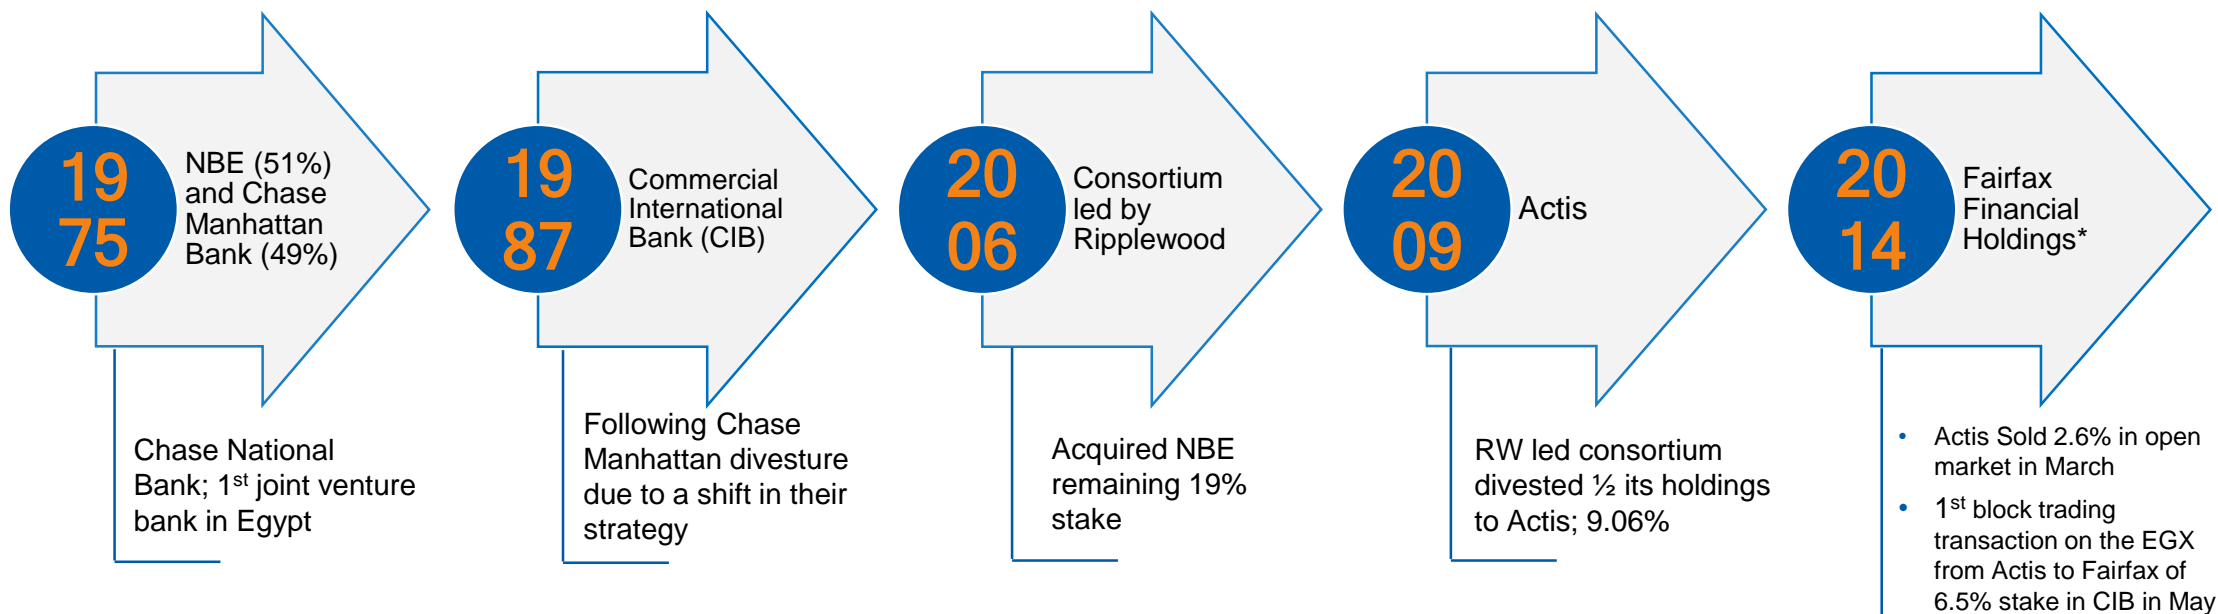 19
75
NBE (51%)
and Chase
Manhattan
Bank (49%)
Chase National
Bank; 1st joint venture
bank in Egypt
19
87
Commercial
International
Bank (CIB)
Following Chase
Manhattan divesture
due to a shift in their
strategy
20
06
Consortium
led by
Ripplewood
Acquired NBE
remaining 19%
stake
20
09
Actis
RW led consortium
divested ½ its holdings
to Actis; 9.06%
20
14
Fairfax
Financial
Holdings*
• Actis Sold 2.6% in open
market in March
• 1st block trading
transaction on the EGX
from Actis to Fairfax of
6.5% stake in CIB in May